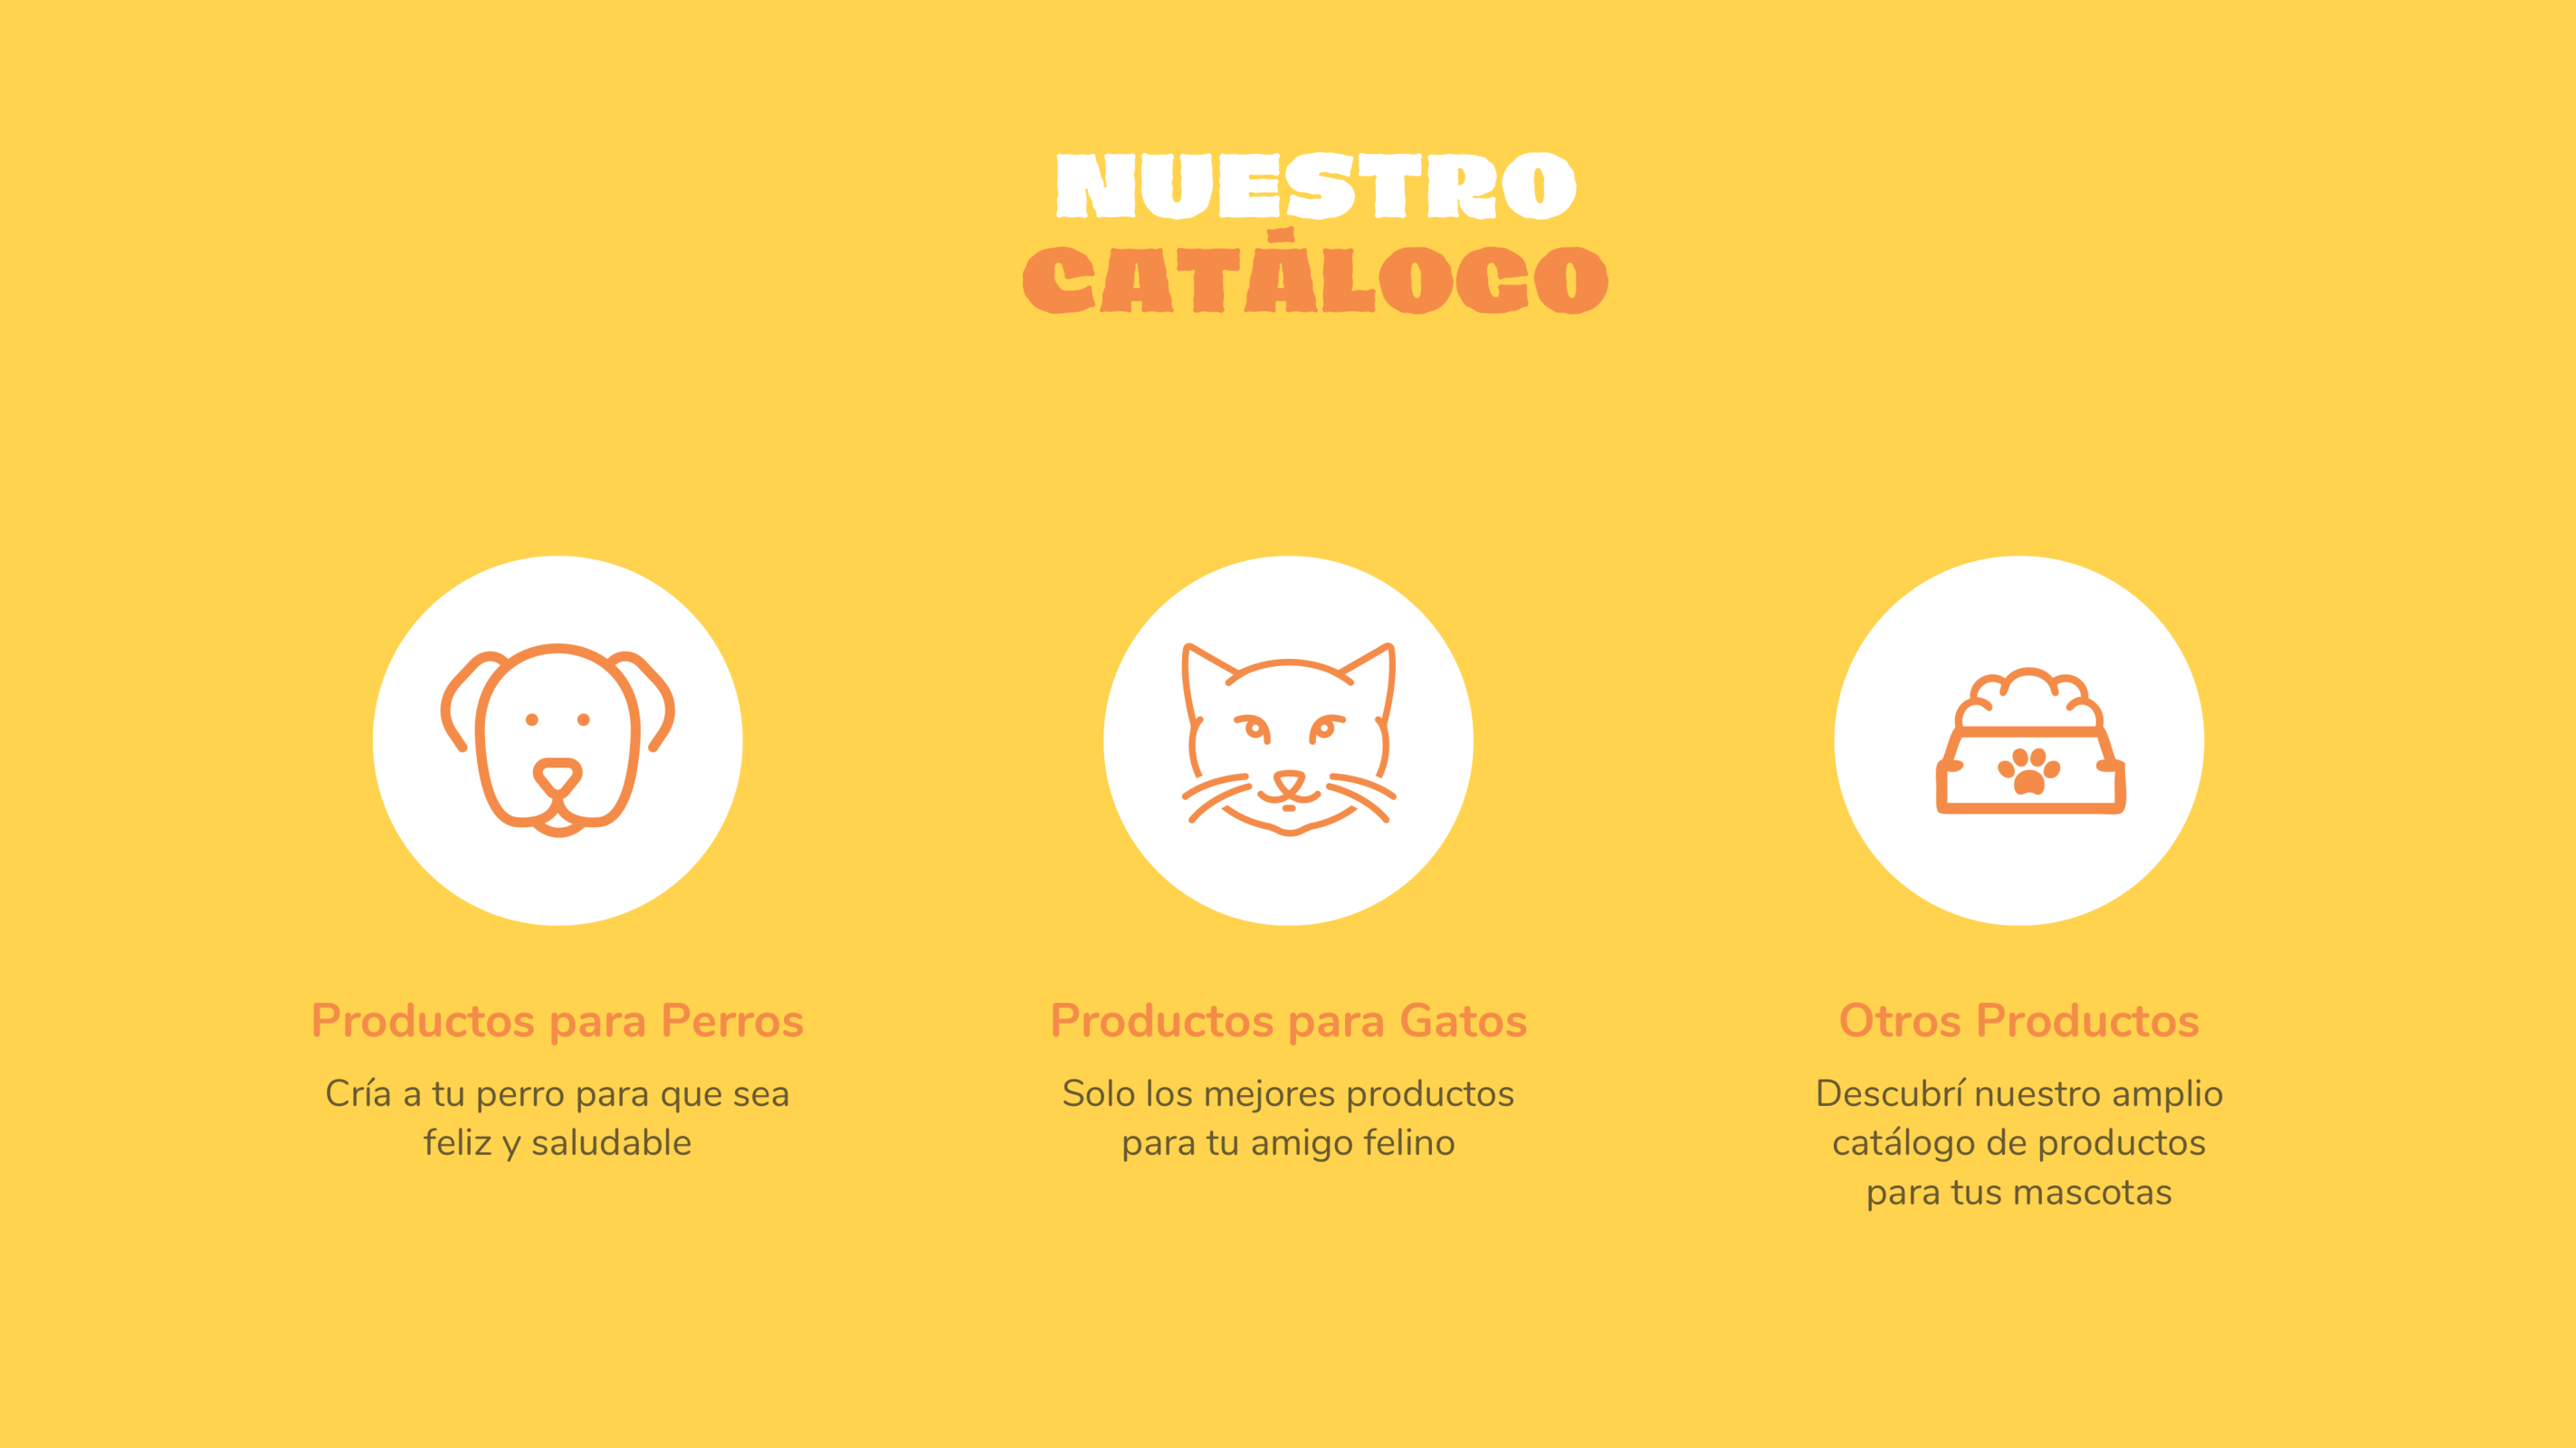 NUESTRO
CATÁLOGO
Productos para Perros
Cría a tu perro para que sea
feliz y saludable
Productos para Gatos
Solo los mejores productos
para tu amigo felino
Otros Productos
Descubrí nuestro amplio
catálogo de productos
para tus mascotas